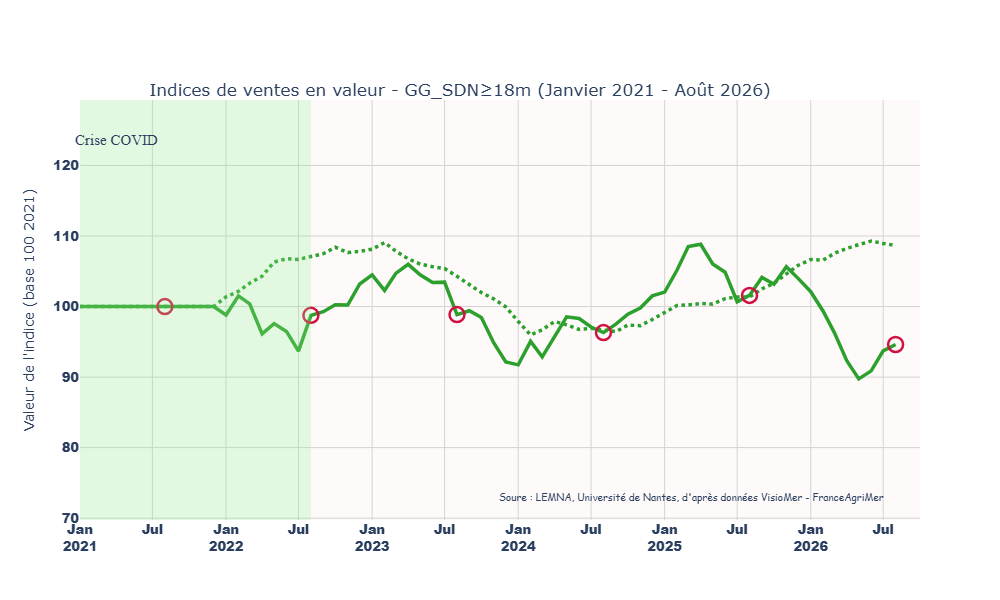 Indices de ventes en valeur - GG_SDN≥18m (Janvier 2021 - Août 2026)
Crise COVID
Valeur de l'indice (base 100 2021)
120
110
100
90
80
70
Soure : LEMNA, Université de Nantes, d'après données VisioMer - FranceAgriMer
Jan Jul Jan Jul Jan Jul Jan Jul Jan Jul Jan Jul
2021 2022 2023 2024 2025 2026